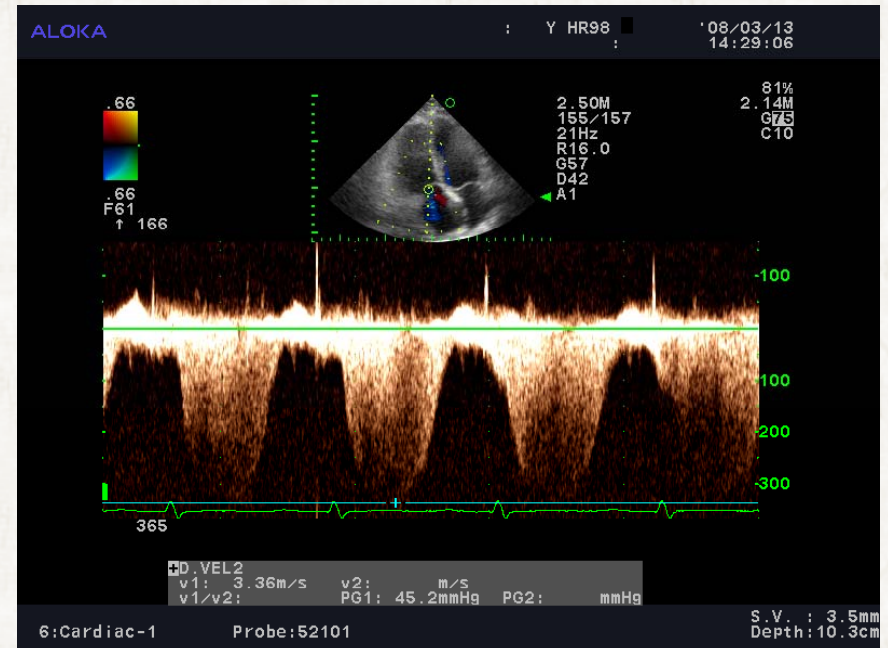 ALOKA
: Y HR98 '08/03/13
: 14:29:06
.66
.66
F61
↑ 166
2.50M
155/157
21Hz
R16.0
G57
D42
A1
81%
2.14M
G75
C10
-100
100
-200
-300
365
+D.VEL2
v1: 3.36m/s v2: m/s
v1/v2: PG1: 45.2mmHg PG2: mmHg
6:Cardiac-1 Probe:52101
S.V. : 3.5mm
Depth:10.3cm